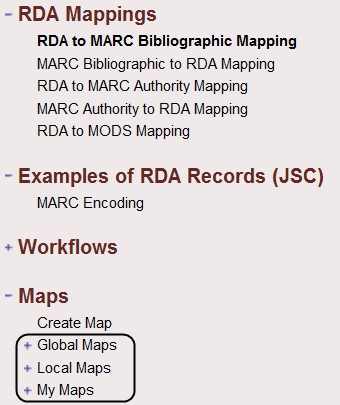 RDA Mappings
RDA to MARC Bibliographic Mapping
MARC Bibliographic to RDA Mapping
RDA to MARC Authority Mapping
MARC Authority to RDA Mapping
RDA to MODS Mapping
Examples of RDA Records (JSC)
MARC Encoding
Workflows
Maps
Create Map
Global Maps
Local Maps
My Maps